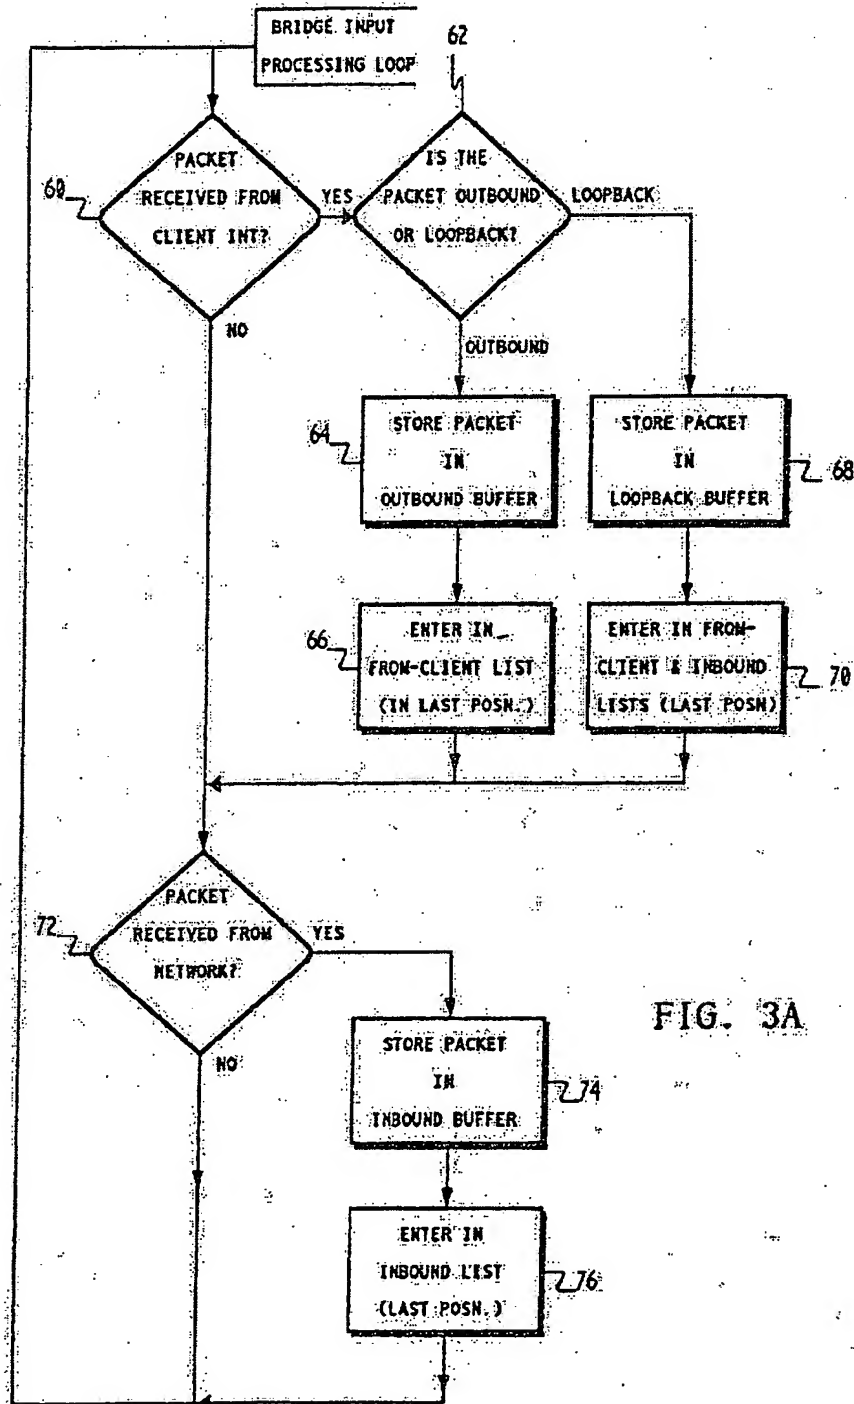 BRIDGE INPUT
PROCESSING LOOP
62
PACKET
RECEIVED FROM
CLIENT INT?
60
YES
IS THE
PACKET OUTBOUND
OR LOOPBACK?
LOOPBACK
NO
OUTBOUND
64
STORE PACKET
IN
OUTBOUND BUFFER
STORE PACKET
IN
LOOPBACK BUFFER
68
66
ENTER IN
FROM-CLIENT LIST
(IN LAST POSN.)
ENTER IN FROM-
CLIENT & INBOUND
LISTS (LAST POSN)
70
72
PACKET
RECEIVED FROM
NETWORK?
YES
NO
STORE PACKET
IN
INBOUND BUFFER
74
ENTER IN
INBOUND LIST
(LAST POSN.)
76
FIG. 3A